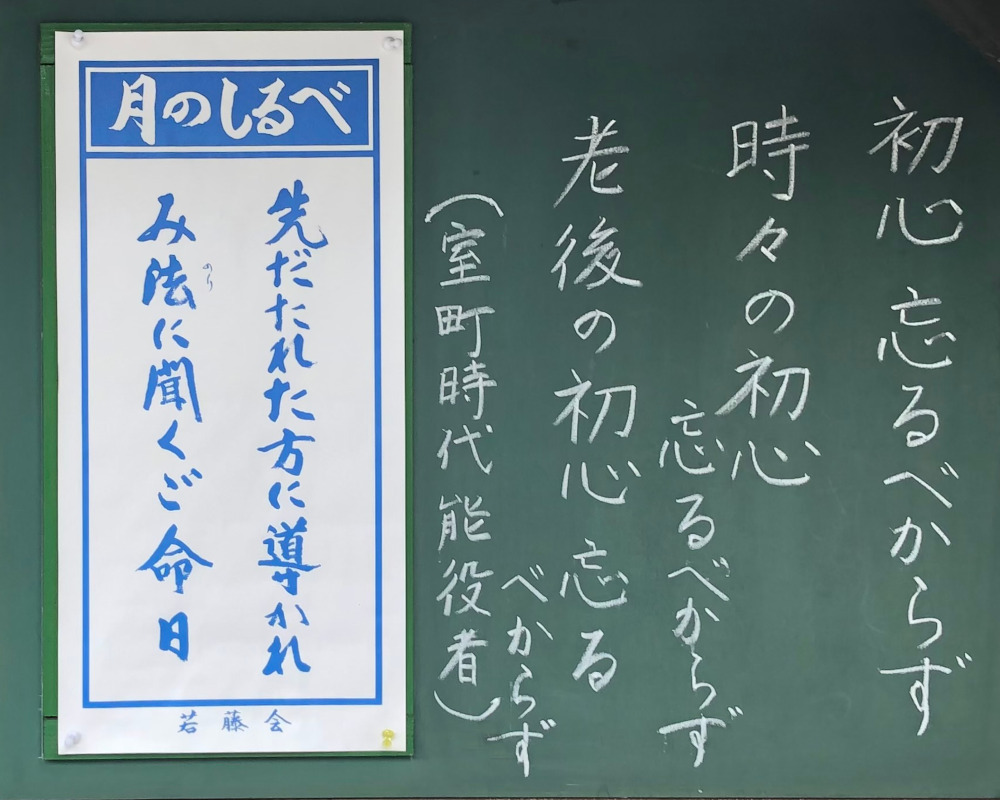 初心忘るべからず
時々の初心
忘るべからず
老後の初心 忘る
べからず
（室町時代能役者）
月のしるべ
先だたれた方に導かれ
み法に聞くご命日
のり
若藤会